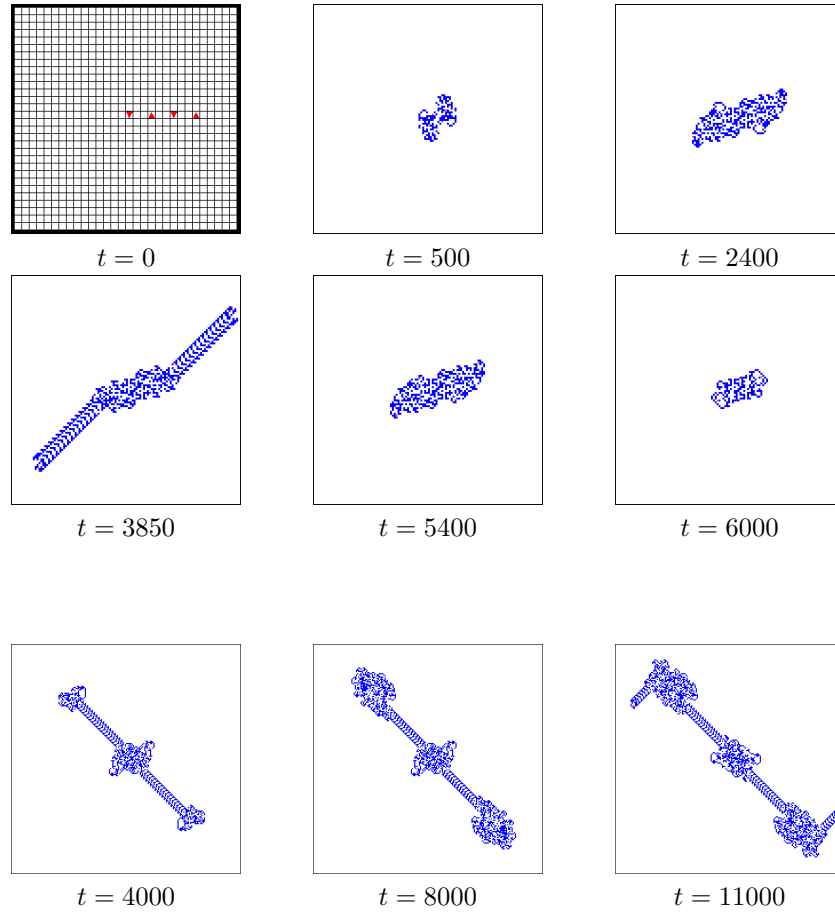 t = 0
t = 500
t = 2400
t = 3850
t = 5400
t = 6000
t = 4000
t = 8000
t = 11000